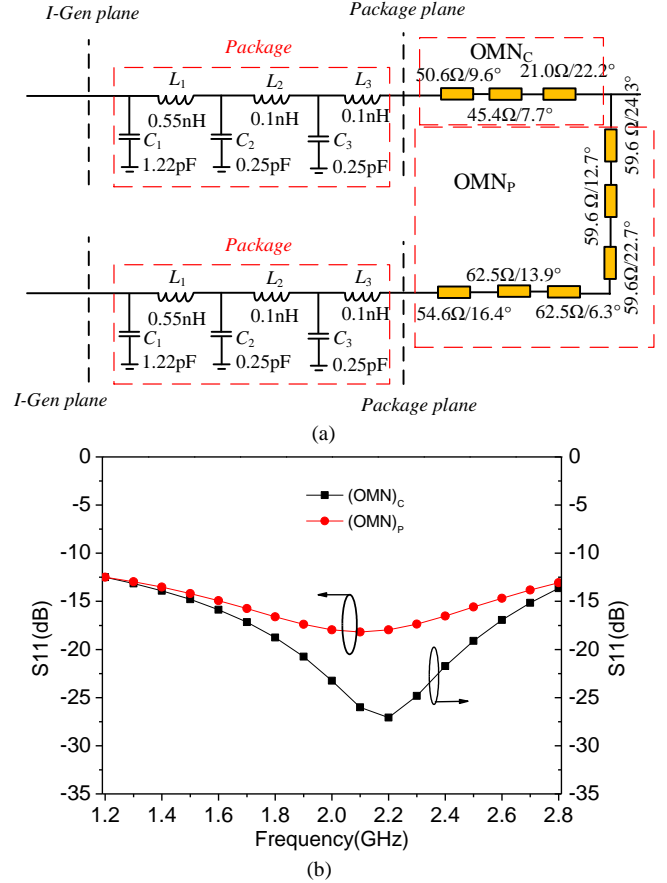 I-Gen plane
Package plane
Package
OMN_C
L₁
L₂
L₃
50.6Ω/9.6°
21.0Ω/22.2°
0.55nH
0.1nH
0.1nH
45.4Ω/7.7°
C₁
C₂
C₃
1.22pF
0.25pF
0.25pF
59.6 Ω/24.3°
OMN_P
59.6 Ω/12.7°
59.6Ω/22.7°
Package
L₁
L₂
L₃
62.5Ω/13.9°
0.55nH
0.1nH
0.1nH
54.6Ω/16.4°
62.5Ω/6.3°
C₁
C₂
C₃
1.22pF
0.25pF
0.25pF
I-Gen plane
Package plane
(a)
0
-5
-10
-15
-20
-25
-30
-35
S11(dB)
(OMN)_C
(OMN)_P
0
-5
-10
-15
-20
-25
-30
-35
S11(dB)
1.2 1.4 1.6 1.8 2.0 2.2 2.4 2.6 2.8
Frequency(GHz)
(b)